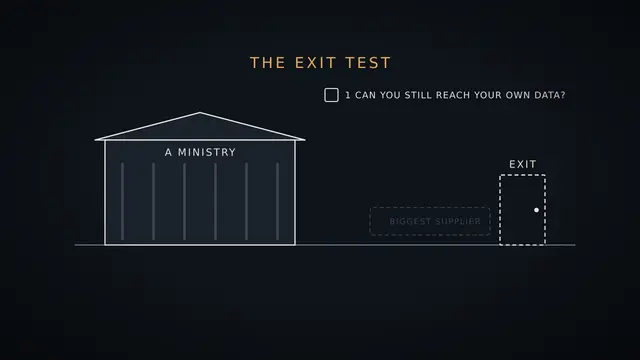 THE EXIT TEST
1 CAN YOU STILL REACH YOUR OWN DATA?
A MINISTRY
EXIT
BIGGEST SUPPLIER